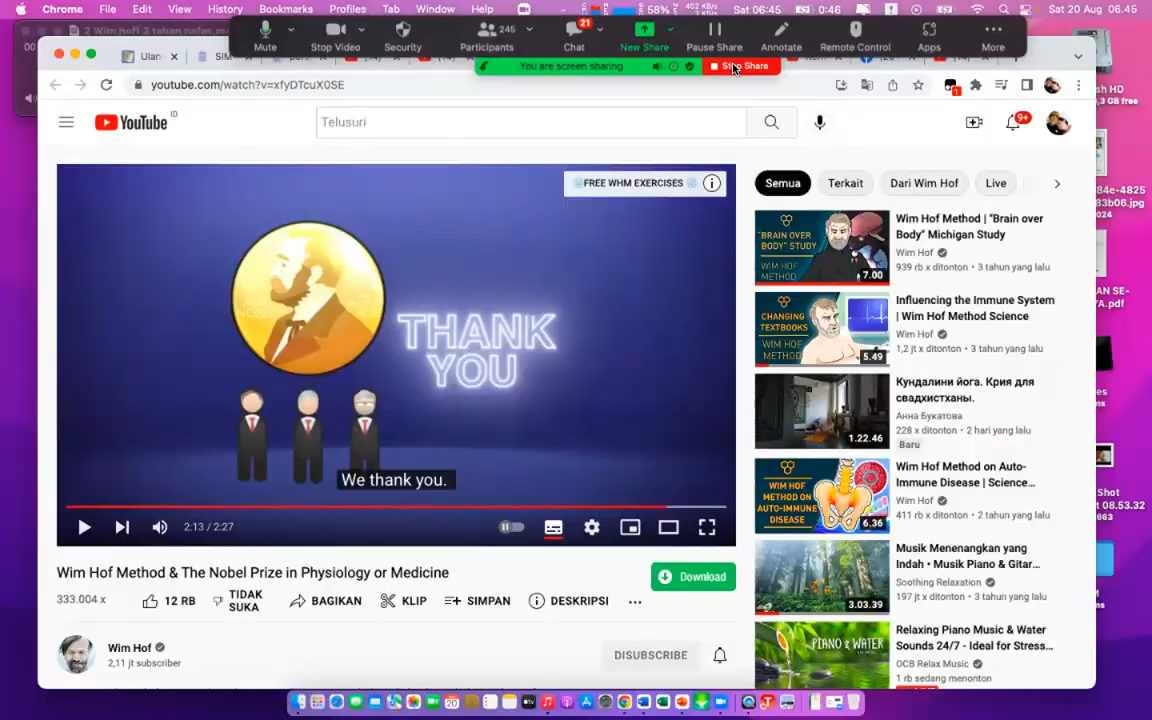 Chrome File Edit View History Bookmarks Profiles Tab Window Help 58% 402 KB/s Sat 06:45 0:46 Sat 20 Aug 06.45
Mute Stop Video Security Participants 245 Chat 21 New Share Pause Share Annotate Remote Control Apps More
You are screen sharing Stop Share
youtube.com/watch?v=xfyDTcuX0SE
YouTube ID
Telusuri
9+
FREE WHM EXERCISES
THANK
YOU
We thank you.
2:13 / 2:27
Wim Hof Method & The Nobel Prize in Physiology or Medicine
Download
333.004 x 12 RB TIDAK SUKA BAGIKAN KLIP SIMPAN DESKRIPSI
Wim Hof
2,11 jt subscriber
DISUBSCRIBE
Semua Terkait Dari Wim Hof Live
"BRAIN OVER
BODY" STUDY
WIM HOF
METHOD
7.00
Wim Hof Method | "Brain over
Body" Michigan Study
Wim Hof
939 rb x ditonton • 3 tahun yang lalu
CHANGING
TEXTBOOKS
WIM HOF
METHOD
5.49
Influencing the Immune System
| Wim Hof Method Science
Wim Hof
1,2 jt x ditonton • 3 tahun yang lalu
1.22.46
Кундалини йога. Крия для
свадхистханы.
Анна Букатова
228 x ditonton • 2 hari yang lalu
Baru
WIM HOF
METHOD ON
AUTO-IMMUNE
DISEASE
6.36
Wim Hof Method on Auto-
Immune Disease | Science...
Wim Hof
411 rb x ditonton • 2 tahun yang lalu
3.03.39
Musik Menenangkan yang
Indah • Musik Piano & Gitar...
Soothing Relaxation
197 jt x ditonton • 3 tahun yang lalu
PIANO & WATER
Relaxing Piano Music & Water
Sounds 24/7 - Ideal for Stress...
OCB Relax Music
1 rb sedang menonton